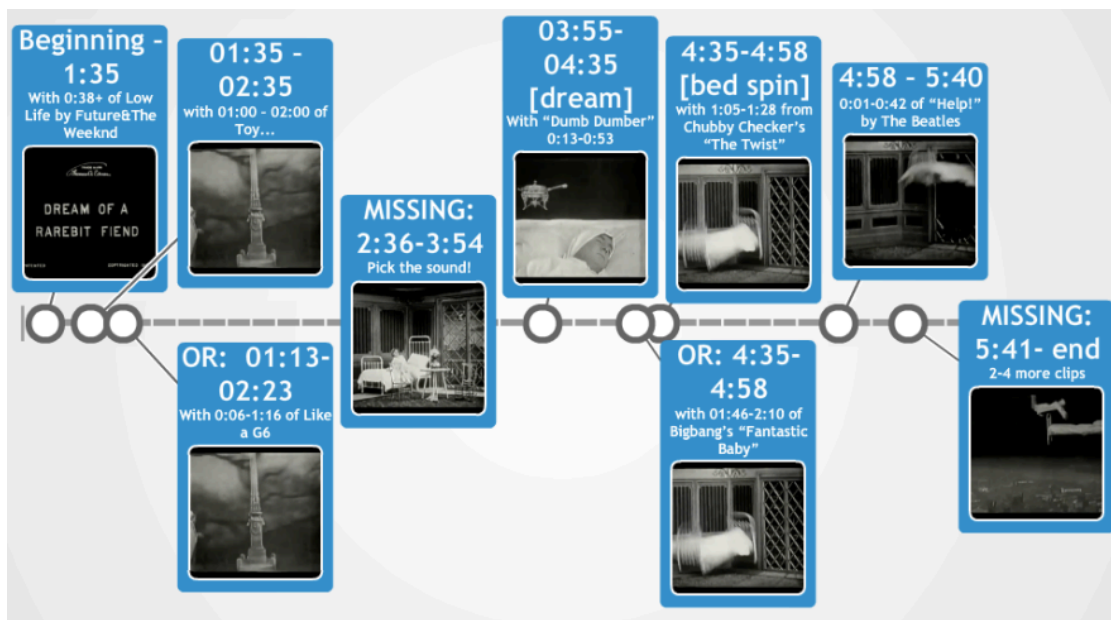 Beginning -
1:35
With 0:38+ of Low
Life by Future&The
Weeknd
DREAM OF A
RAREBIT FIEND
01:35 -
02:35
with 01:00 - 02:00 of
Toy...
OR: 01:13-
02:23
With 0:06-1:16 of Like
a G6
MISSING:
2:36-3:54
Pick the sound!
03:55-
04:35
[dream]
With “Dumb Dumber”
0:13-0:53
4:35-4:58
[bed spin]
with 1:05-1:28 from
Chubby Checker’s
“The Twist”
OR: 4:35-
4:58
with 01:46-2:10 of
Bigbang’s “Fantastic
Baby”
4:58 - 5:40
0:01-0:42 of “Help!”
by The Beatles
MISSING:
5:41- end
2-4 more clips